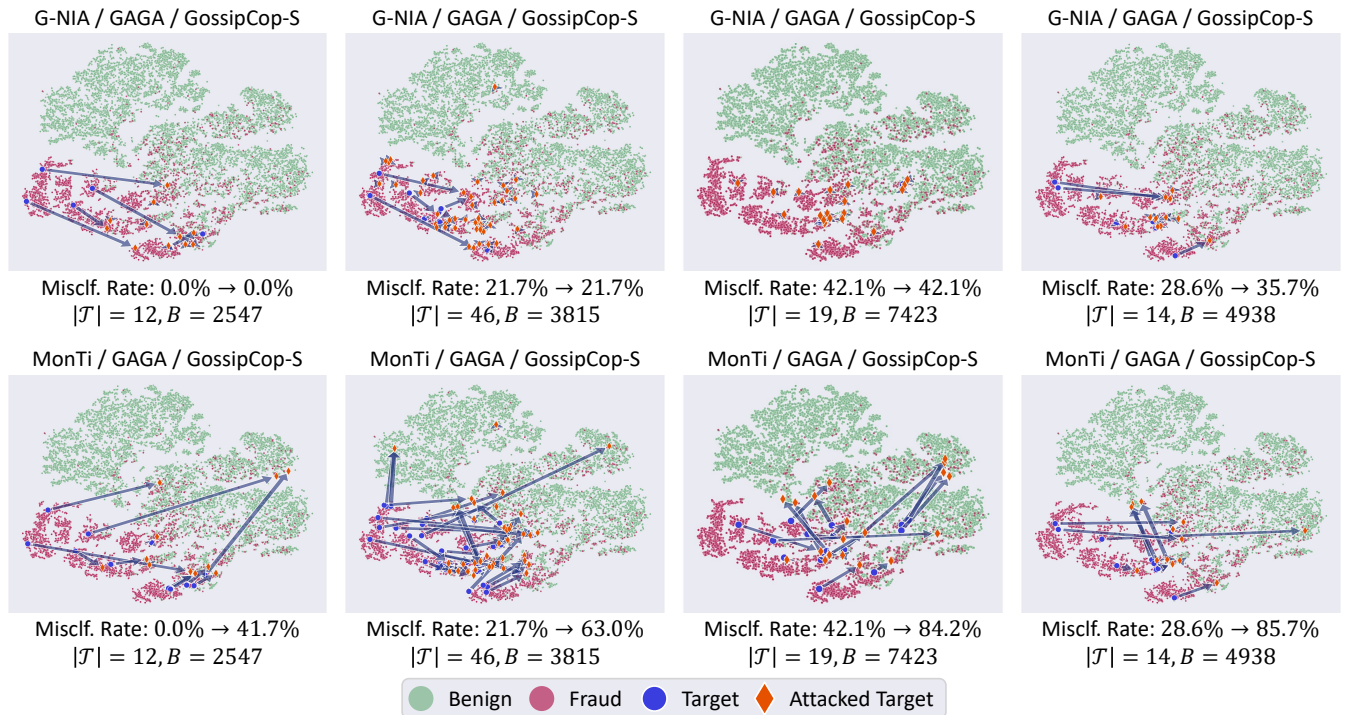 G-NIA / GAGA / GossipCop-S
G-NIA / GAGA / GossipCop-S
G-NIA / GAGA / GossipCop-S
G-NIA / GAGA / GossipCop-S
Misclf. Rate: 0.0% → 0.0%
|𝒯| = 12, B = 2547
Misclf. Rate: 21.7% → 21.7%
|𝒯| = 46, B = 3815
Misclf. Rate: 42.1% → 42.1%
|𝒯| = 19, B = 7423
Misclf. Rate: 28.6% → 35.7%
|𝒯| = 14, B = 4938
MonTi / GAGA / GossipCop-S
MonTi / GAGA / GossipCop-S
MonTi / GAGA / GossipCop-S
MonTi / GAGA / GossipCop-S
Misclf. Rate: 0.0% → 41.7%
|𝒯| = 12, B = 2547
Misclf. Rate: 21.7% → 63.0%
|𝒯| = 46, B = 3815
Misclf. Rate: 42.1% → 84.2%
|𝒯| = 19, B = 7423
Misclf. Rate: 28.6% → 85.7%
|𝒯| = 14, B = 4938
Benign Fraud Target Attacked Target